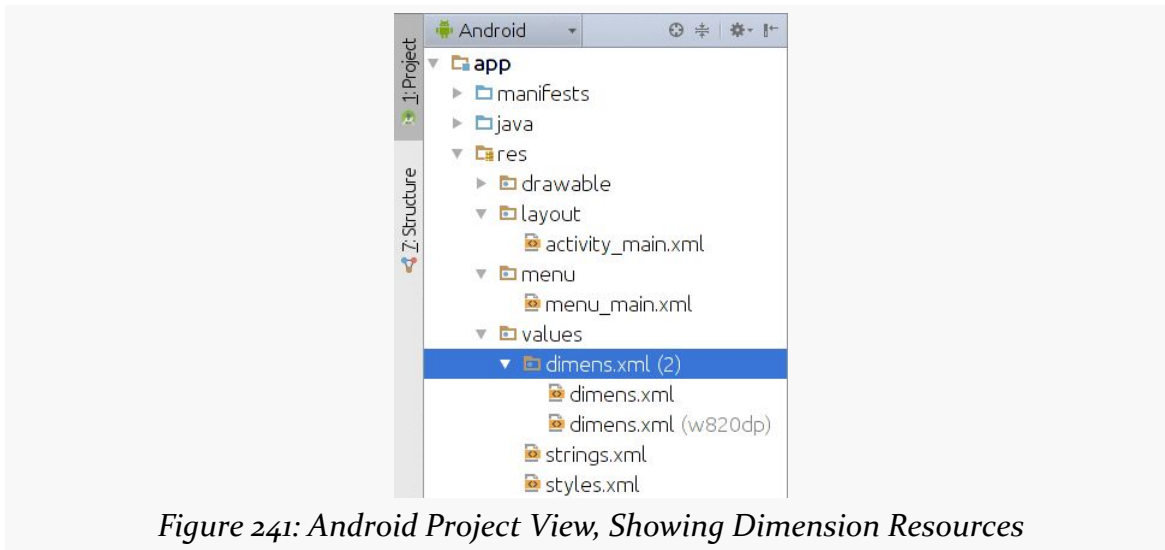 Android
1: Project
7: Structure
app
manifests
java
res
drawable
layout
activity_main.xml
menu
menu_main.xml
values
dimens.xml (2)
dimens.xml
dimens.xml (w820dp)
strings.xml
styles.xml
Figure 241: Android Project View, Showing Dimension Resources